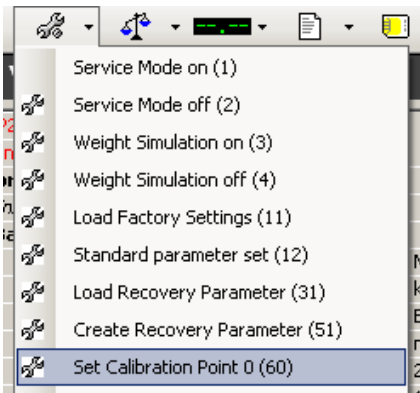 Service Mode on (1)
Service Mode off (2)
Weight Simulation on (3)
Weight Simulation off (4)
Load Factory Settings (11)
Standard parameter set (12)
Load Recovery Parameter (31)
Create Recovery Parameter (51)
Set Calibration Point 0 (60)